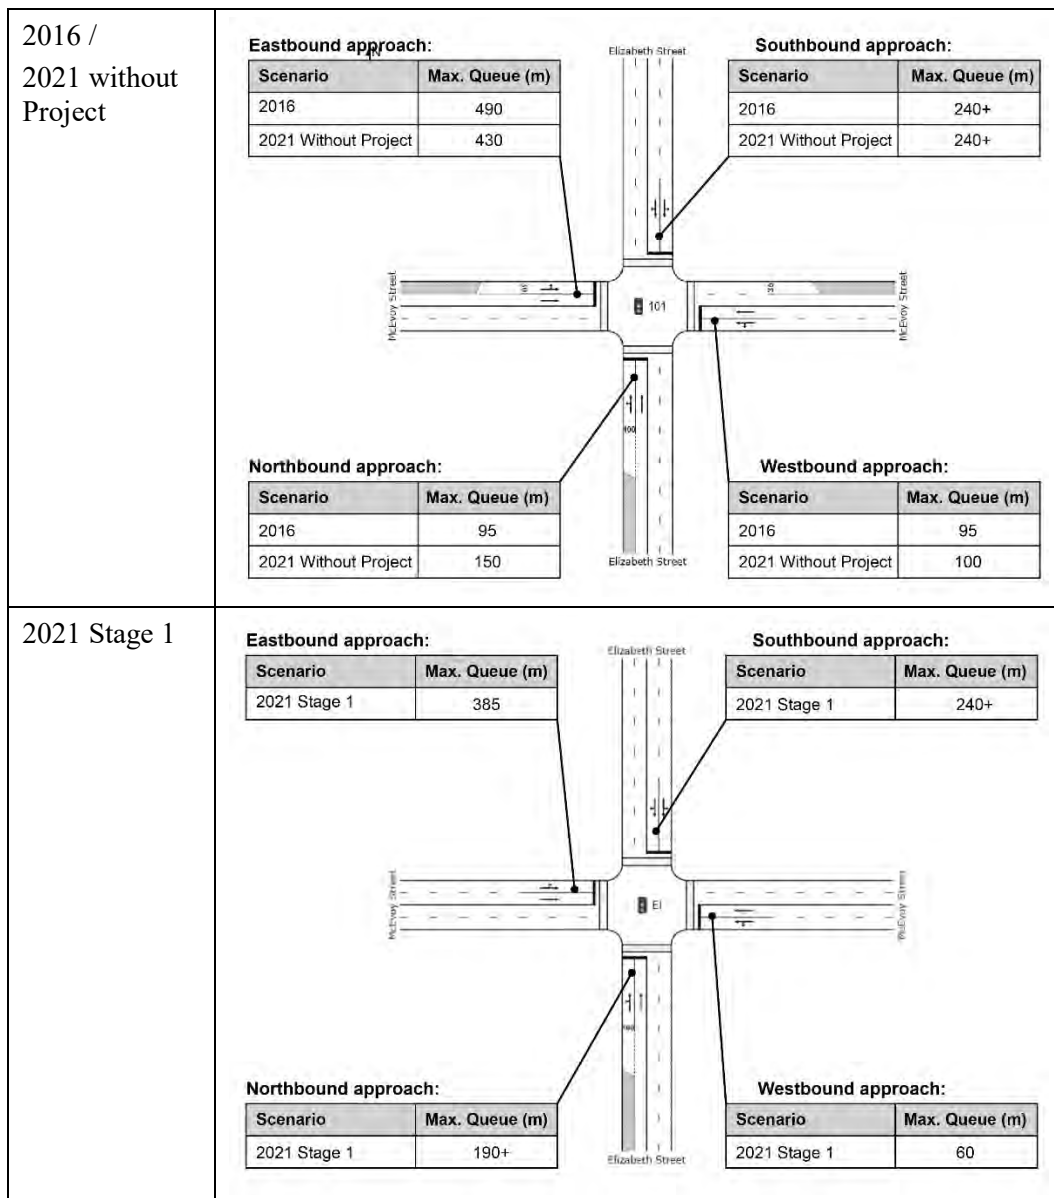 2016 /
2021 without
Project
Eastbound approach:
Scenario Max. Queue (m)
2016 490
2021 Without Project 430
Elizabeth Street
Southbound approach:
Scenario Max. Queue (m)
2016 240+
2021 Without Project 240+
McEvoy Street
101
McEvoy Street
100
Northbound approach:
Scenario Max. Queue (m)
2016 95
2021 Without Project 150
Elizabeth Street
Westbound approach:
Scenario Max. Queue (m)
2016 95
2021 Without Project 100
2021 Stage 1
Eastbound approach:
Scenario Max. Queue (m)
2021 Stage 1 385
Elizabeth Street
Southbound approach:
Scenario Max. Queue (m)
2021 Stage 1 240+
McEvoy Street
El
McEvoy Street
Northbound approach:
Scenario Max. Queue (m)
2021 Stage 1 190+
Elizabeth Street
Westbound approach:
Scenario Max. Queue (m)
2021 Stage 1 60